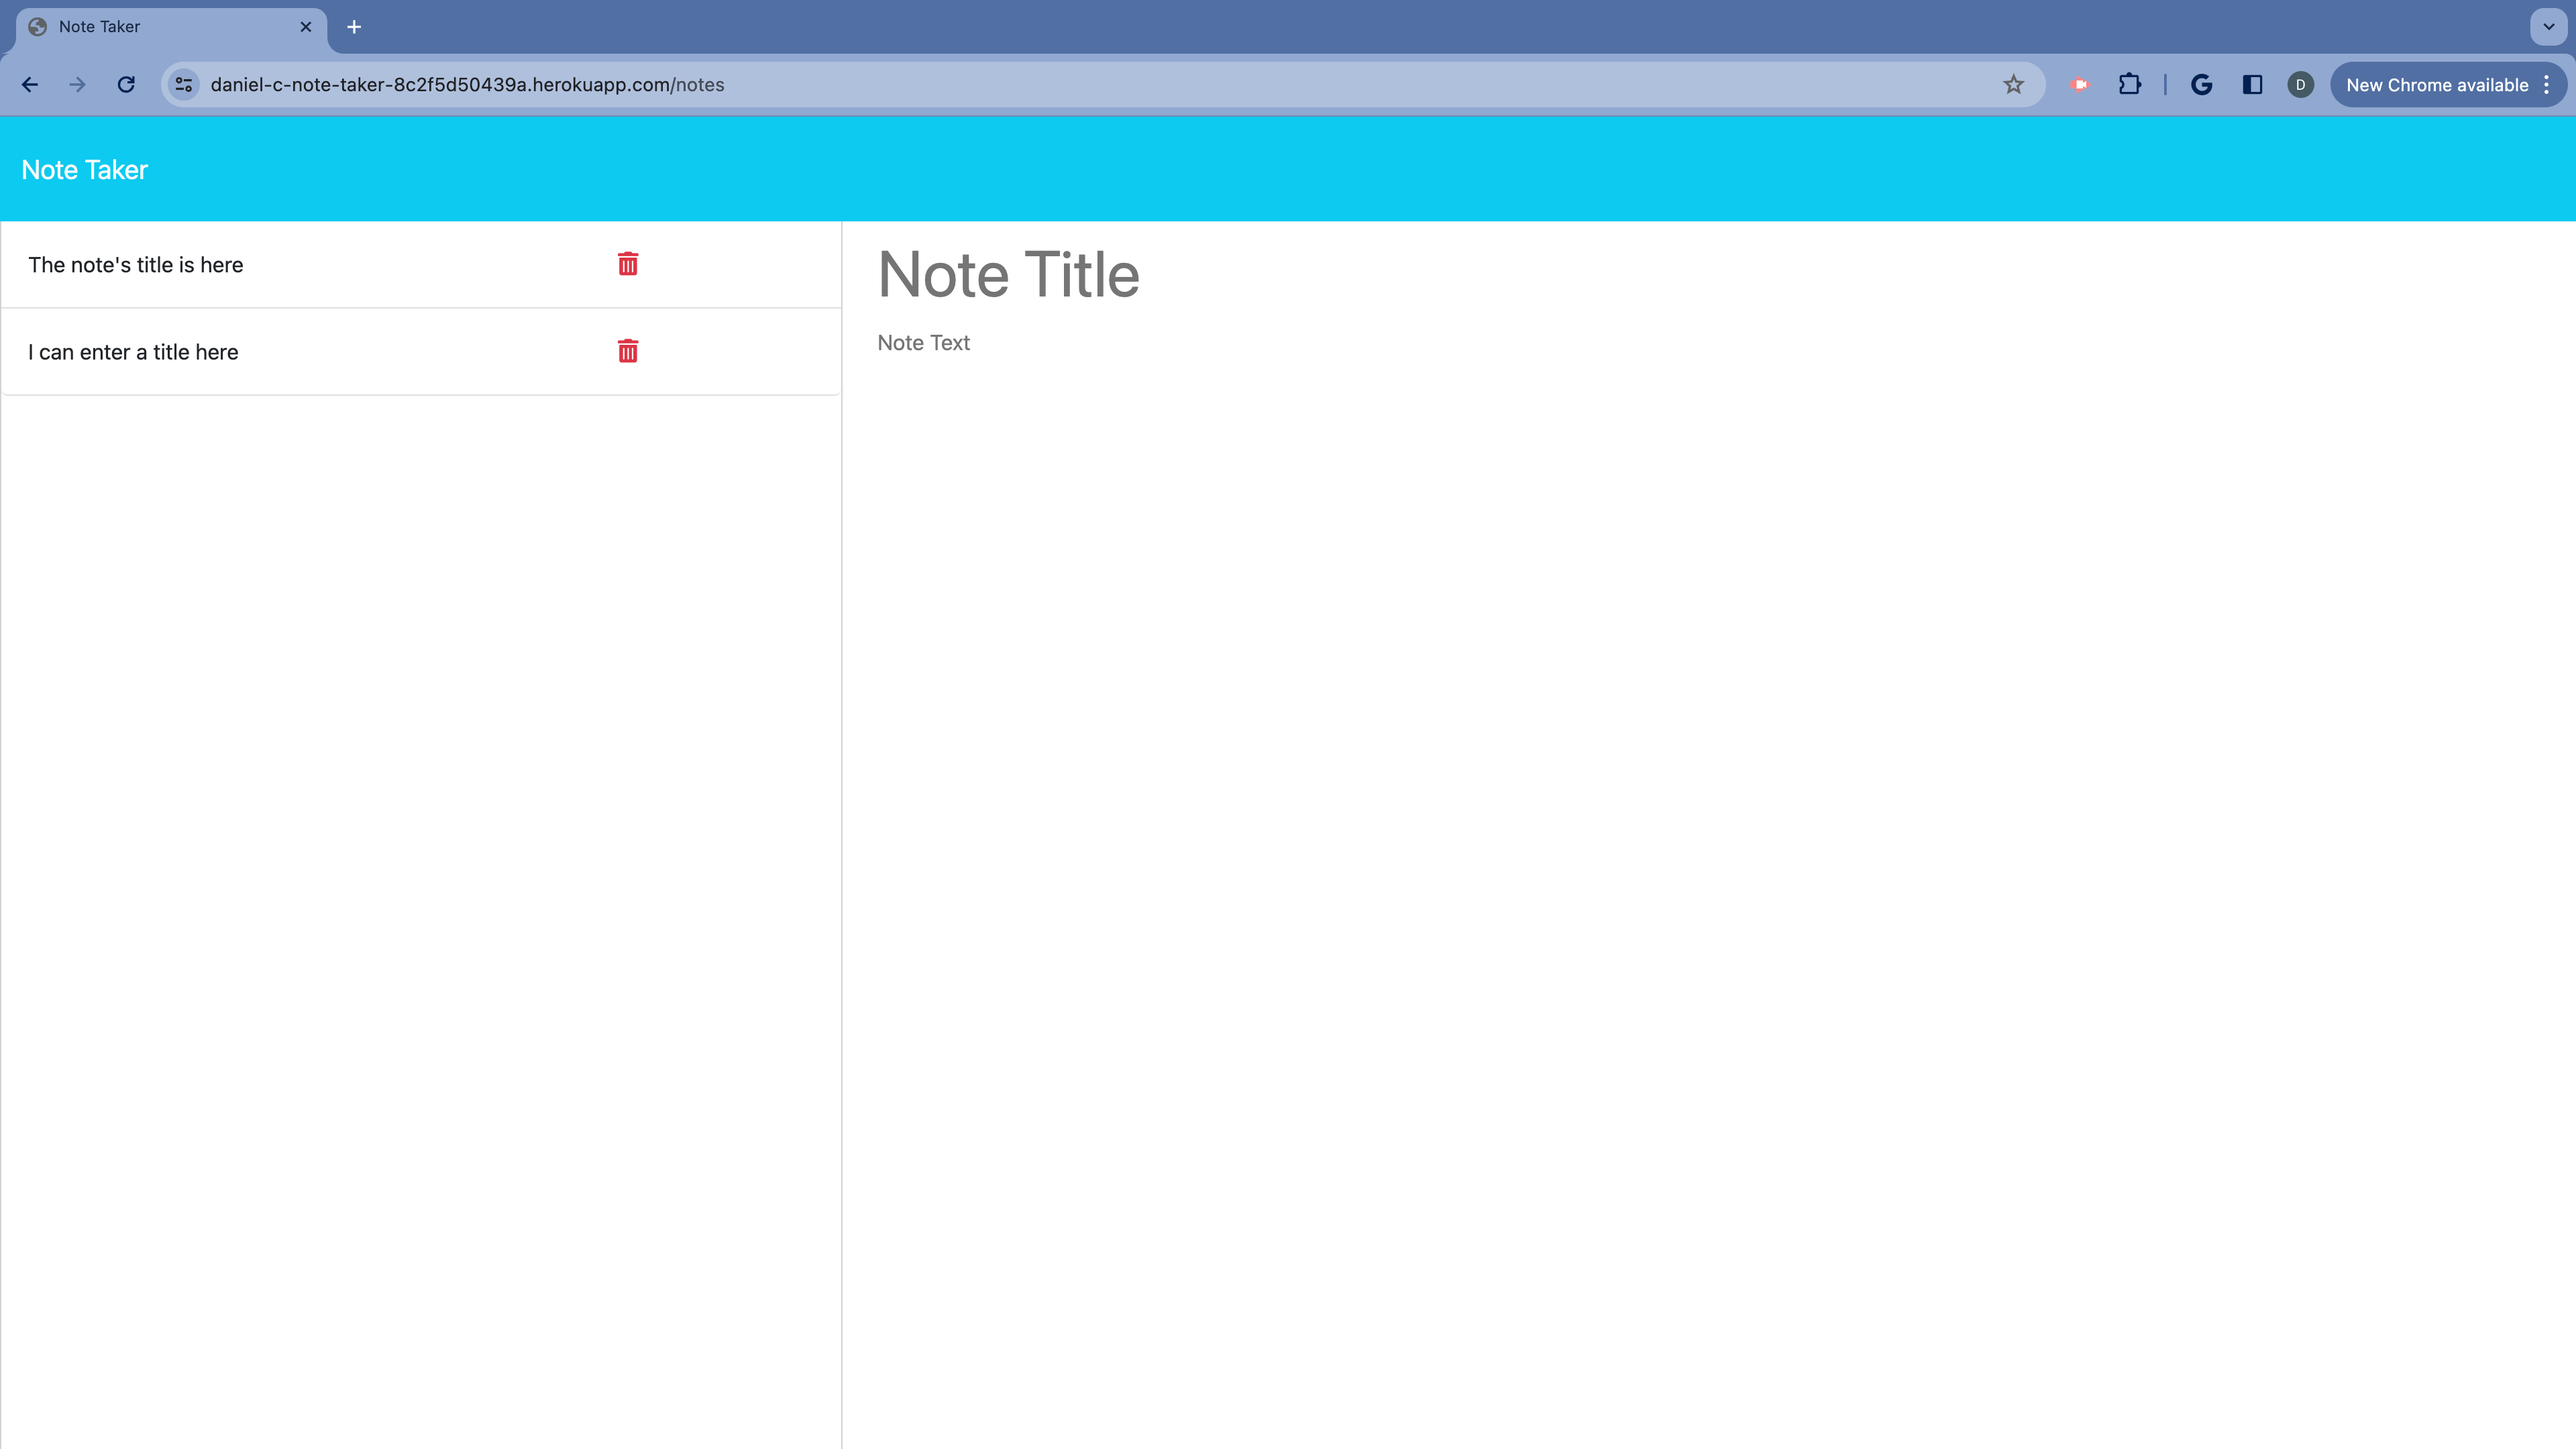 Note Taker
daniel-c-note-taker-8c2f5d50439a.herokuapp.com/notes
D
New Chrome available
Note Taker
The note's title is here
I can enter a title here
Note Title
Note Text